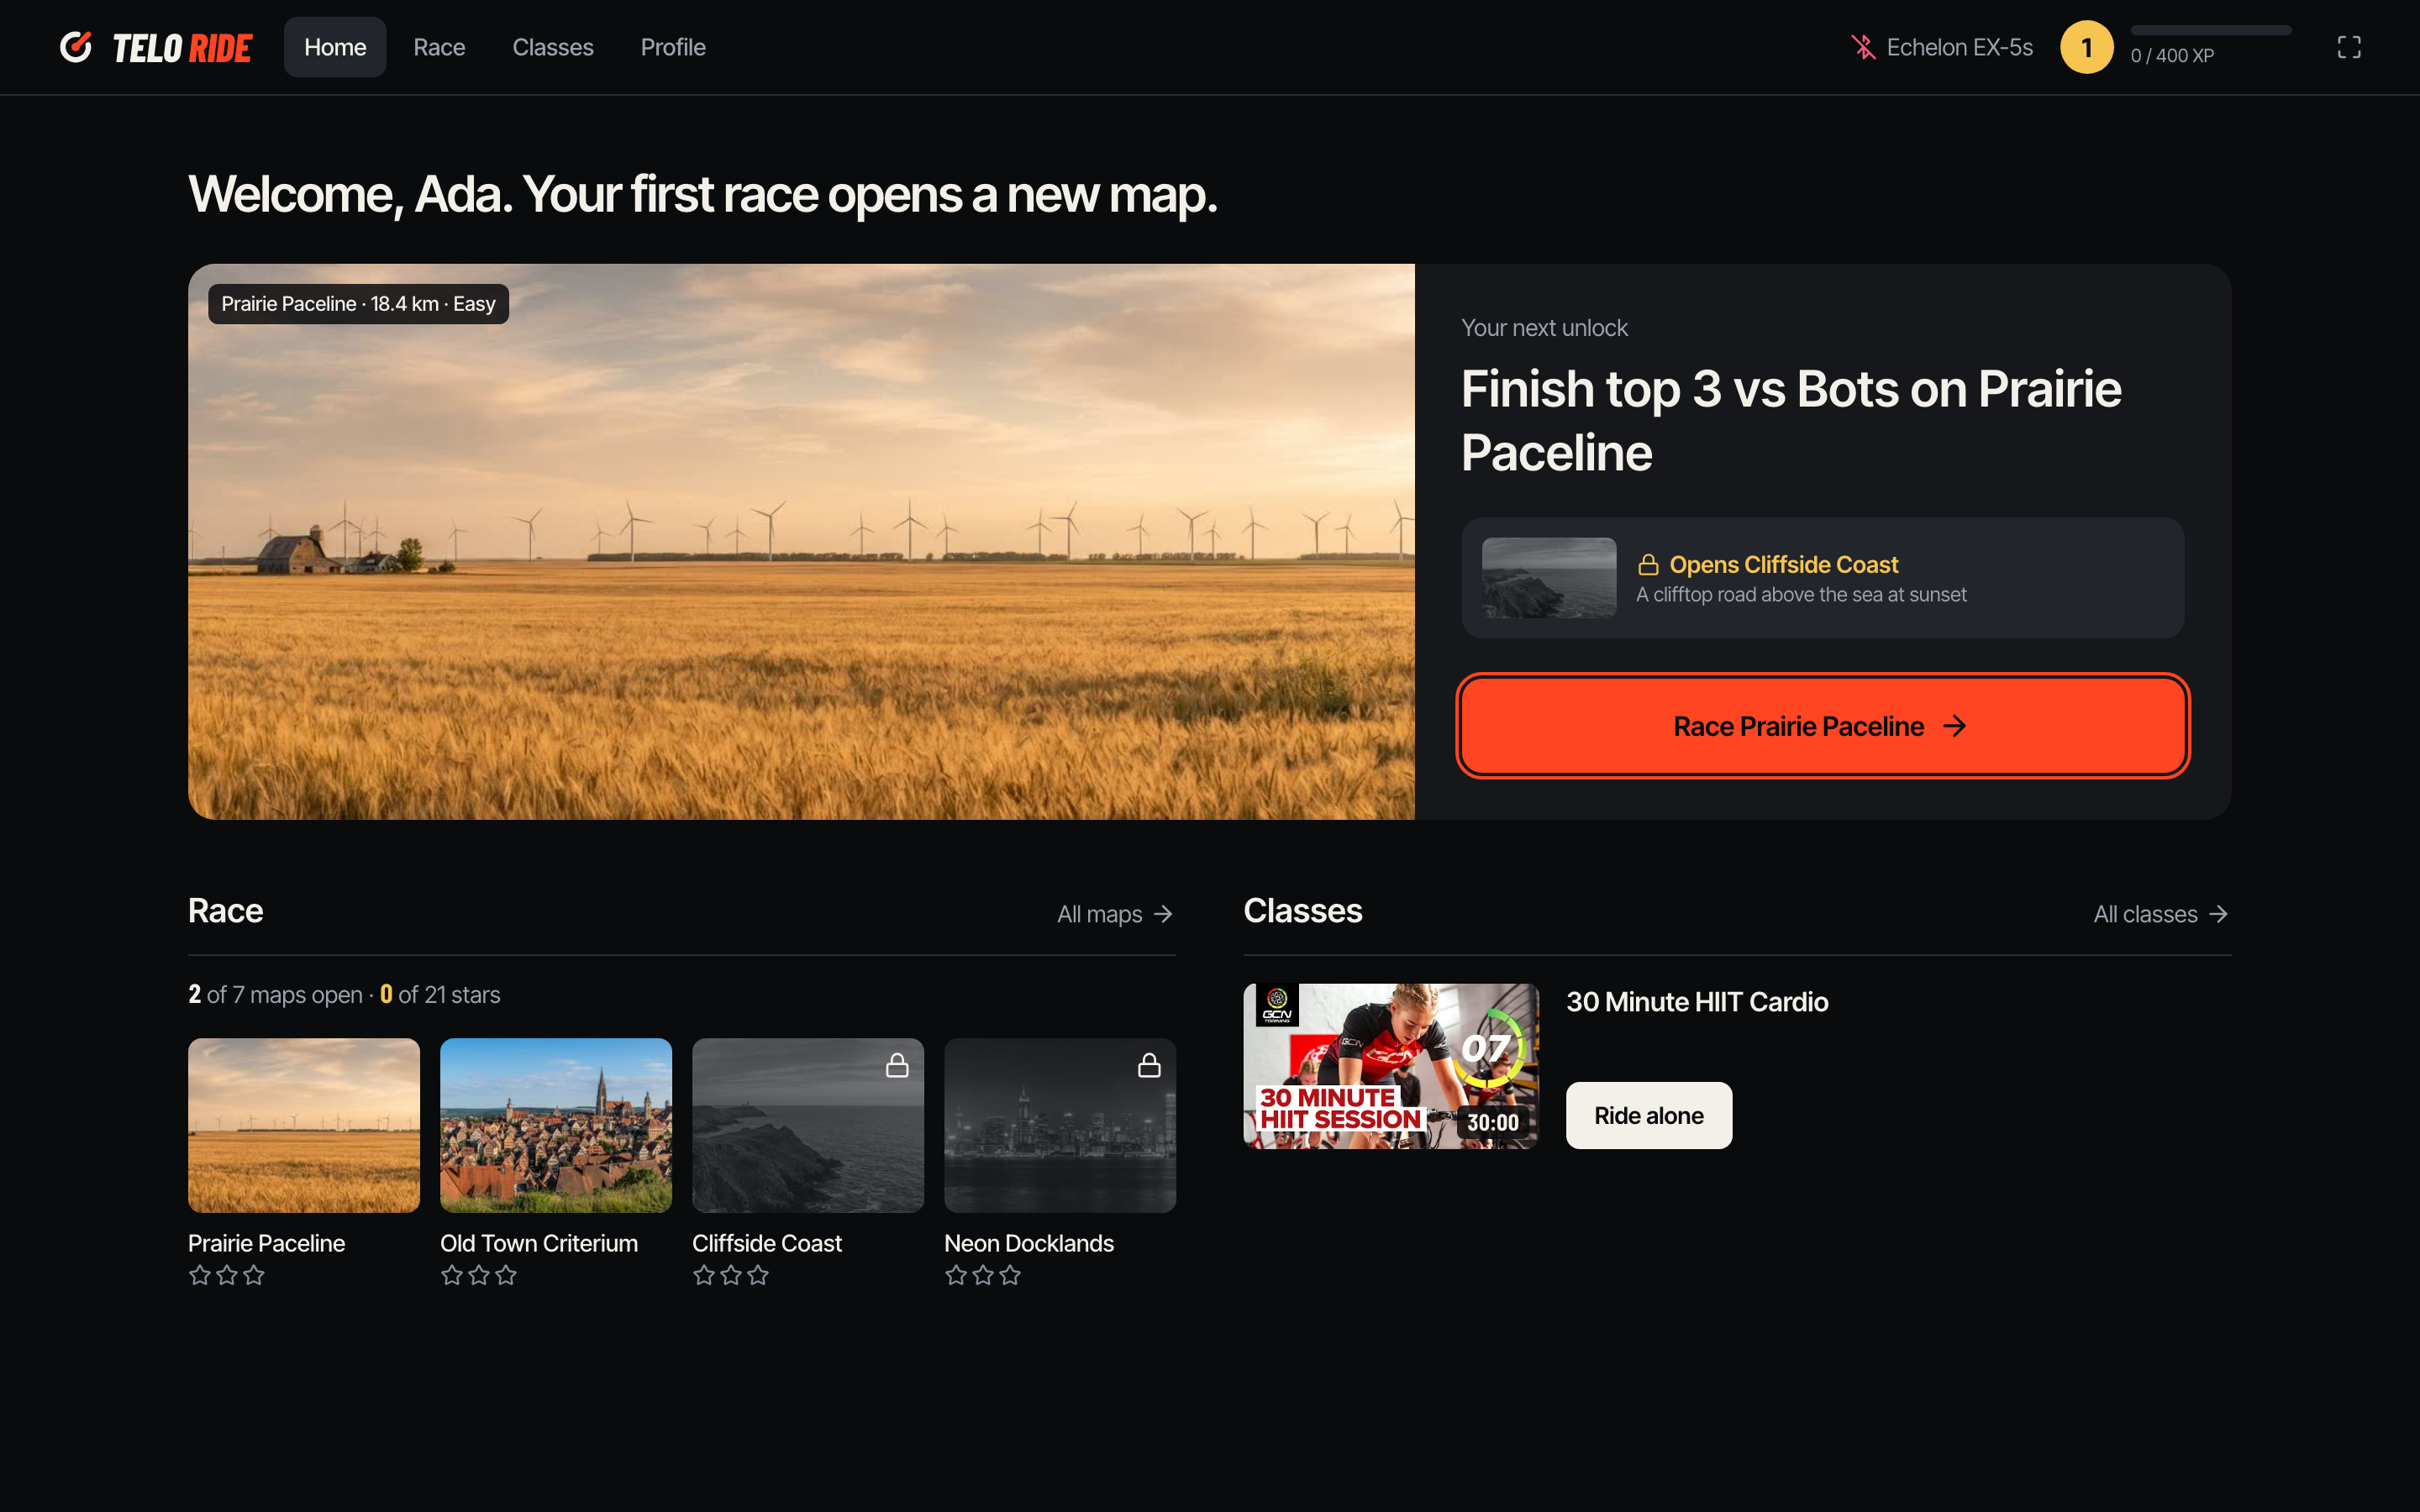 TELO RIDE
Home
Race
Classes
Profile
Echelon EX-5s
1
0 / 400 XP
Welcome, Ada. Your first race opens a new map.
Prairie Paceline · 18.4 km · Easy
Your next unlock
Finish top 3 vs Bots on Prairie
Paceline
Opens Cliffside Coast
A clifftop road above the sea at sunset
Race Prairie Paceline
Race
All maps
2 of 7 maps open · 0 of 21 stars
Prairie Paceline
Old Town Criterium
Cliffside Coast
Neon Docklands
Classes
All classes
GCN
TRAINING
GCN
07
30 MINUTE
HIIT SESSION
30:00
30 Minute HIIT Cardio
Ride alone